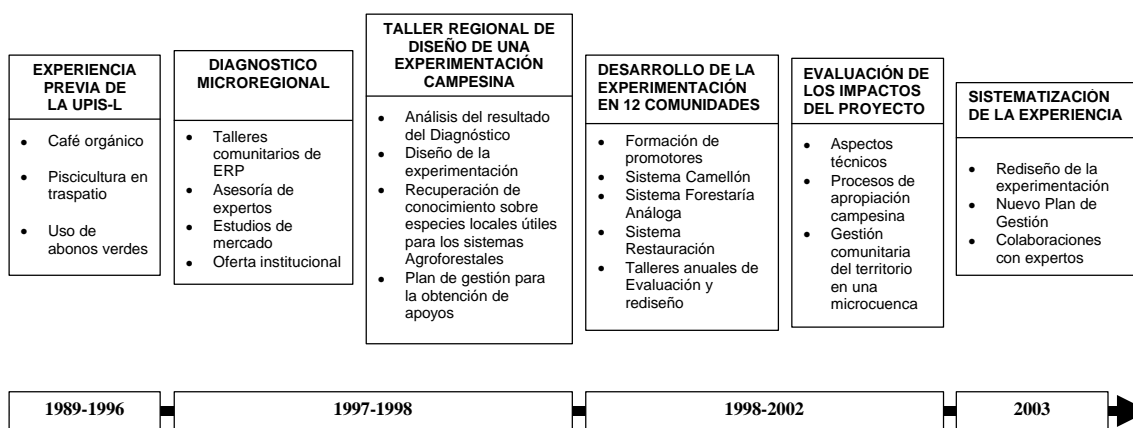 EXPERIENCIA
PREVIA DE
LA UPIS-L
• Café orgánico
• Piscicultura en
traspatio
• Uso de
abonos verdes
DIAGNOSTICO
MICROREGIONAL
• Talleres
comunitarios de
ERP
• Asesoría de
expertos
• Estudios de
mercado
• Oferta institucional
TALLER REGIONAL DE
DISEÑO DE UNA
EXPERIMENTACIÓN
CAMPESINA
• Análisis del resultado
del Diagnóstico
• Diseño de la
experimentación
• Recuperación de
conocimiento sobre
especies locales útiles
para los sistemas
Agroforestales
• Plan de gestión para
la obtención de
apoyos
DESARROLLO DE LA
EXPERIMENTACIÓN
EN 12 COMUNIDADES
• Formación de
promotores
• Sistema Camellón
• Sistema Forestaría
Análoga
• Sistema
Restauración
• Talleres anuales de
Evaluación y
rediseño
EVALUACIÓN DE
LOS IMPACTOS
DEL PROYECTO
• Aspectos
técnicos
• Procesos de
apropiación
campesina
• Gestión
comunitaria
del territorio
en una
microcuenca
SISTEMATIZACIÓN
DE LA EXPERIENCIA
• Rediseño de la
experimentación
• Nuevo Plan de
Gestión
• Colaboraciones
con expertos
1989-1996
1997-1998
1998-2002
2003